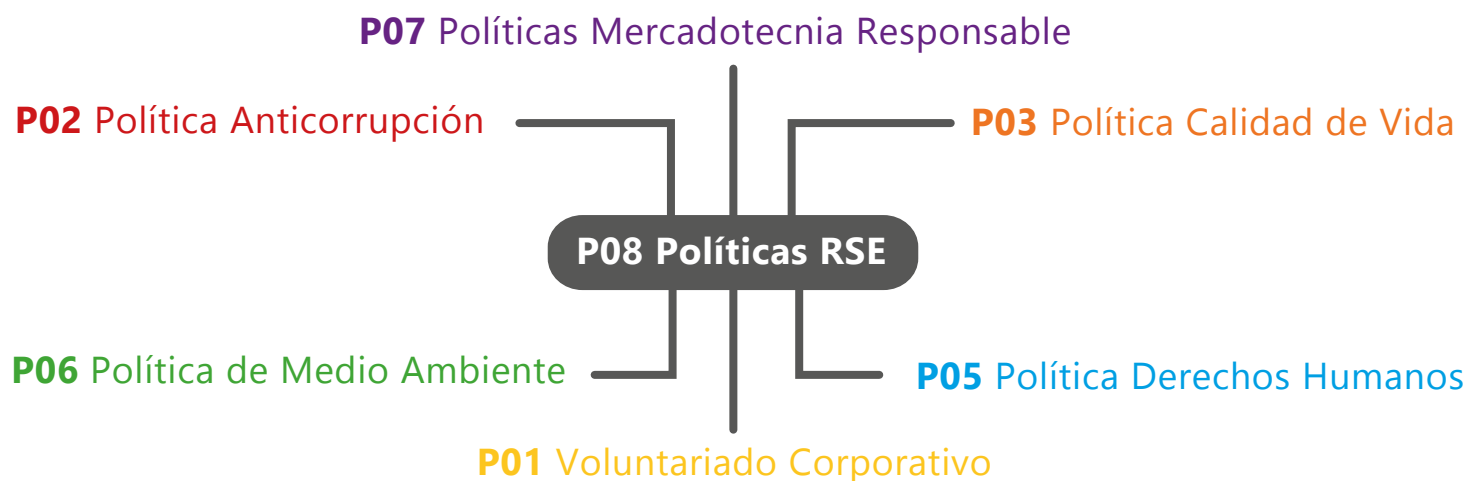 P07 Políticas Mercadotecnia Responsable
P02 Política Anticorrupción
P03 Política Calidad de Vida
P08 Políticas RSE
P06 Política de Medio Ambiente
P05 Política Derechos Humanos
P01 Voluntariado Corporativo